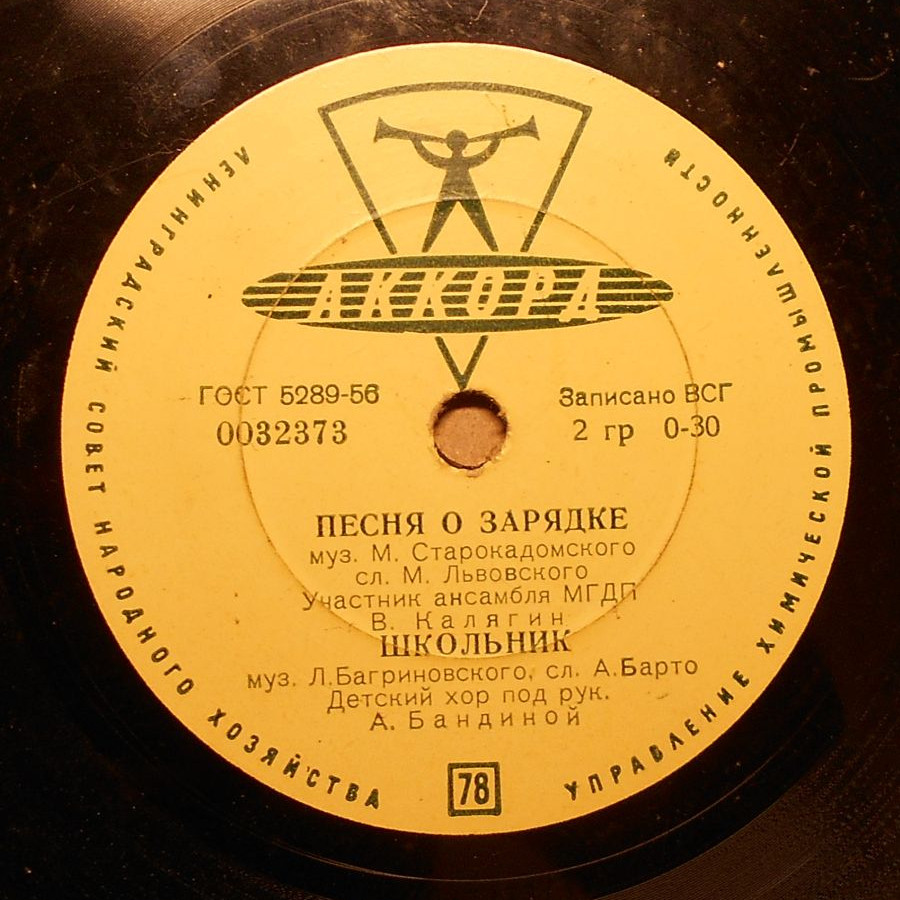 АККОРД
ЛЕНИНГРАДСКИЙ СОВЕТ НАРОДНОГО ХОЗЯЙСТВА
УПРАВЛЕНИЕ ХИМИЧЕСКОЙ ПРОМЫШЛЕННОСТИ
ГОСТ 5289-56
0032373
Записано ВСГ
2 гр 0-30
ПЕСНЯ О ЗАРЯДКЕ
муз. М. Старокадомского
сл. М. Львовского
Участник ансамбля МГДП
В. Калягин
ШКОЛЬНИК
муз. Л.Багриновского, сл. А.Барто
Детский хор под рук.
А. Бандиной
78